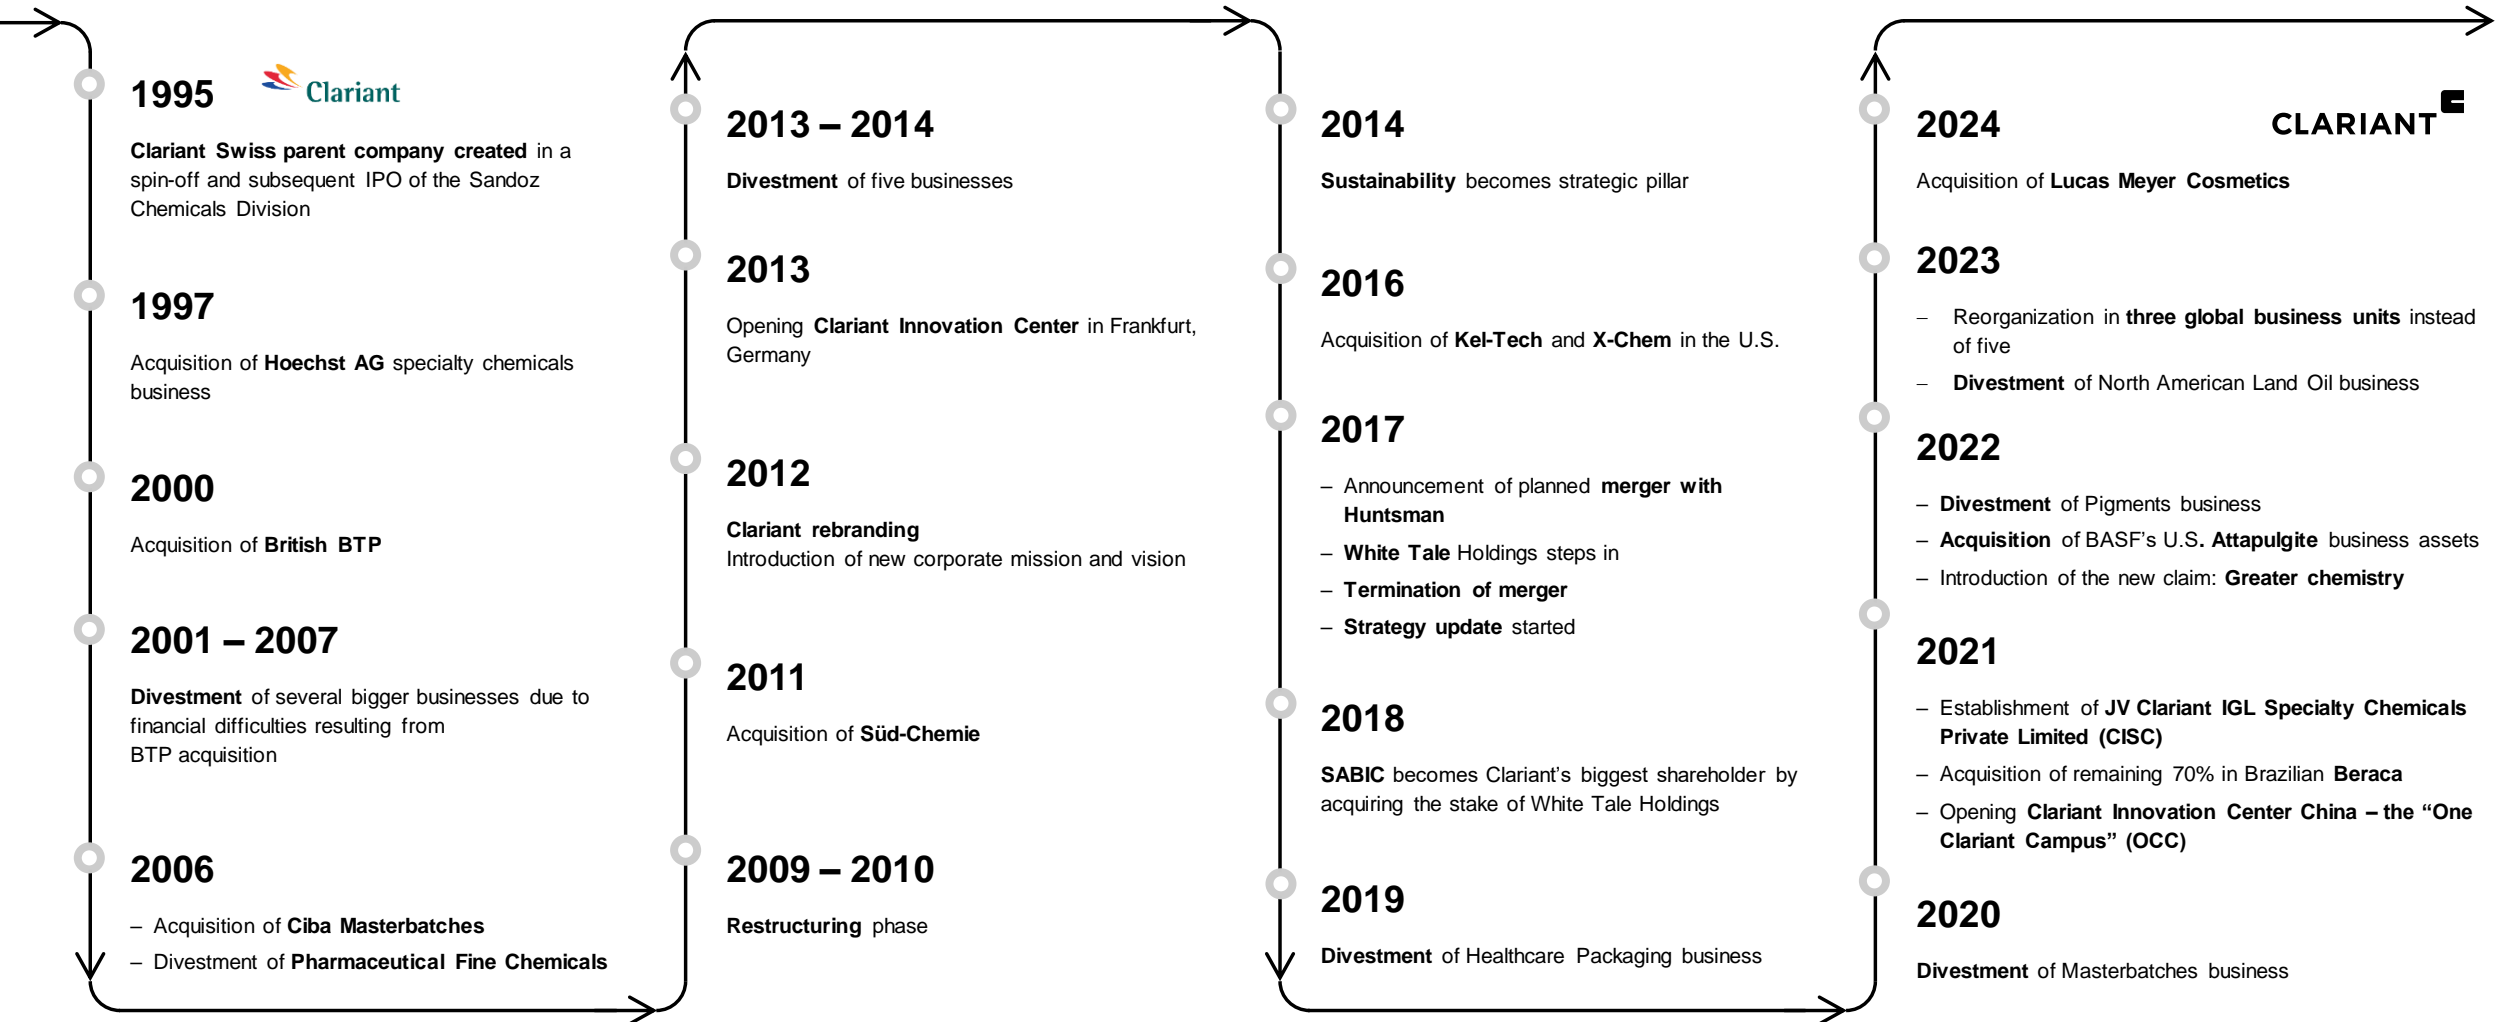 1995
Clariant
Clariant Swiss parent company created in a
spin-off and subsequent IPO of the Sandoz
Chemicals Division
1997
Acquisition of Hoechst AG specialty chemicals
business
2000
Acquisition of British BTP
2001 – 2007
Divestment of several bigger businesses due to
financial difficulties resulting from
BTP acquisition
2006
– Acquisition of Ciba Masterbatches
– Divestment of Pharmaceutical Fine Chemicals
2013 – 2014
Divestment of five businesses
2013
Opening Clariant Innovation Center in Frankfurt,
Germany
2012
Clariant rebranding
Introduction of new corporate mission and vision
2011
Acquisition of Süd-Chemie
2009 – 2010
Restructuring phase
2014
Sustainability becomes strategic pillar
2016
Acquisition of Kel-Tech and X-Chem in the U.S.
2017
– Announcement of planned merger with
Huntsman
– White Tale Holdings steps in
– Termination of merger
– Strategy update started
2018
SABIC becomes Clariant’s biggest shareholder by
acquiring the stake of White Tale Holdings
2019
Divestment of Healthcare Packaging business
2024
CLARIANT
Acquisition of Lucas Meyer Cosmetics
2023
– Reorganization in three global business units instead
of five
– Divestment of North American Land Oil business
2022
– Divestment of Pigments business
– Acquisition of BASF’s U.S. Attapulgite business assets
– Introduction of the new claim: Greater chemistry
2021
– Establishment of JV Clariant IGL Specialty Chemicals
Private Limited (CISC)
– Acquisition of remaining 70% in Brazilian Beraca
– Opening Clariant Innovation Center China – the “One
Clariant Campus” (OCC)
2020
Divestment of Masterbatches business